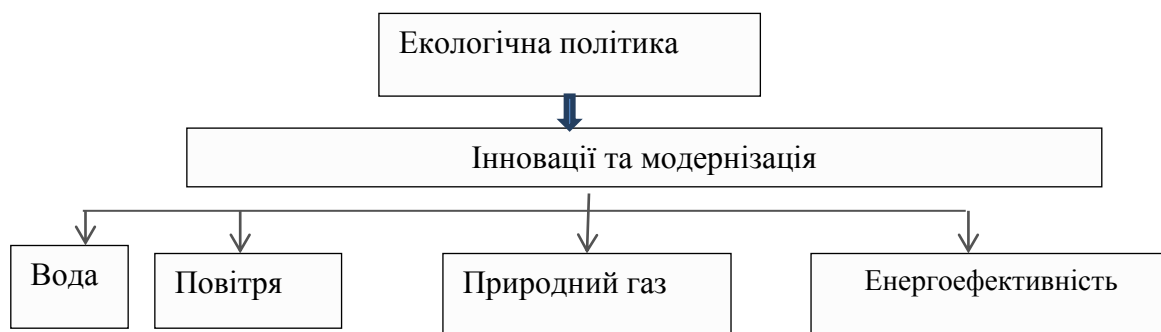 Екологічна політика
Інновації та модернізація
Вода
Повітря
Природний газ
Енергоефективність